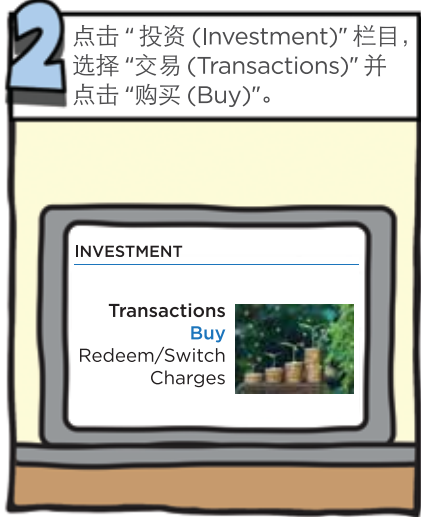 2
点击 “ 投资 (Investment)” 栏目，
选择 “交易 (Transactions)” 并
点击 “购买 (Buy)”。
INVESTMENT
Transactions
Buy
Redeem/Switch
Charges